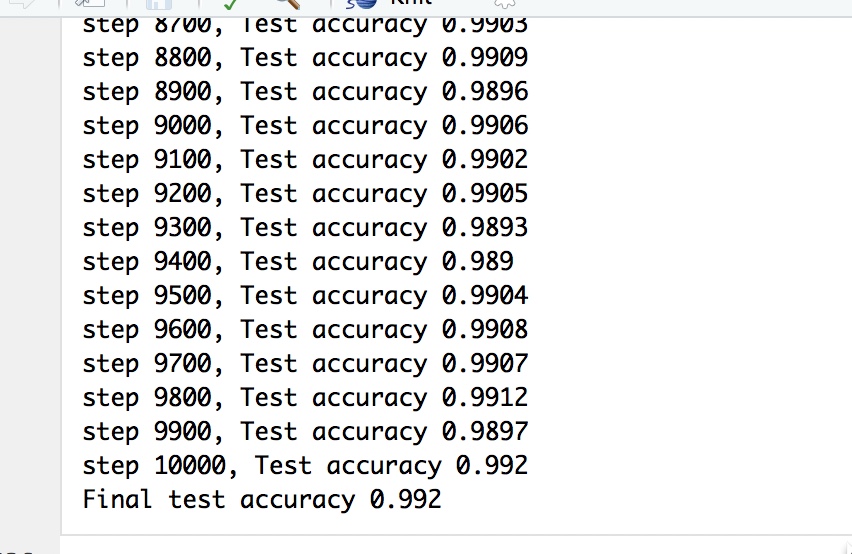 Knit
step 8700, Test accuracy 0.9903
step 8800, Test accuracy 0.9909
step 8900, Test accuracy 0.9896
step 9000, Test accuracy 0.9906
step 9100, Test accuracy 0.9902
step 9200, Test accuracy 0.9905
step 9300, Test accuracy 0.9893
step 9400, Test accuracy 0.989
step 9500, Test accuracy 0.9904
step 9600, Test accuracy 0.9908
step 9700, Test accuracy 0.9907
step 9800, Test accuracy 0.9912
step 9900, Test accuracy 0.9897
step 10000, Test accuracy 0.992
Final test accuracy 0.992